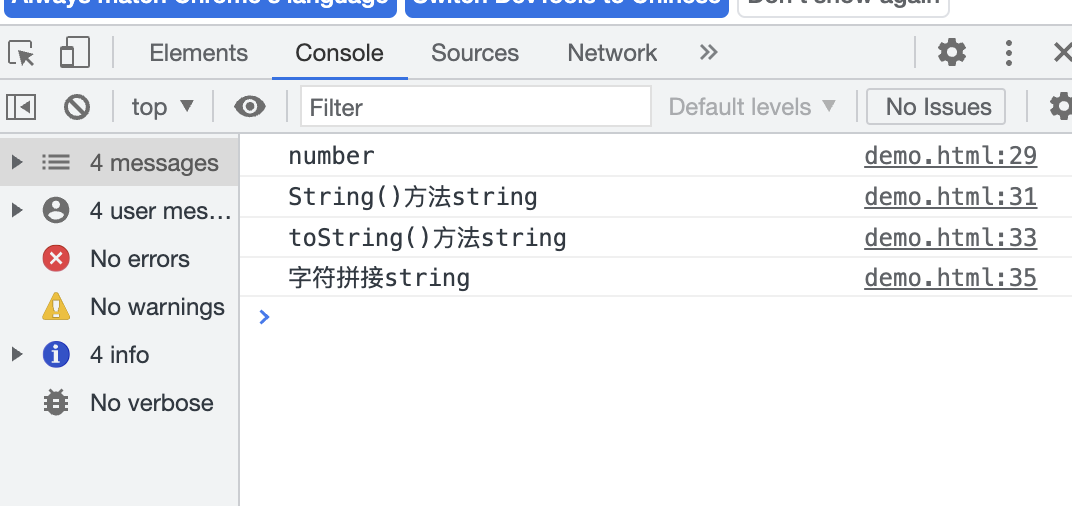 Always match Chrome's language Switch DevTools to Chinese Don't show again
Elements Console Sources Network
top Filter Default levels No Issues
4 messages
4 user mes…
No errors
No warnings
4 info
No verbose
number demo.html:29
String()方法string demo.html:31
toString()方法string demo.html:33
字符拼接string demo.html:35